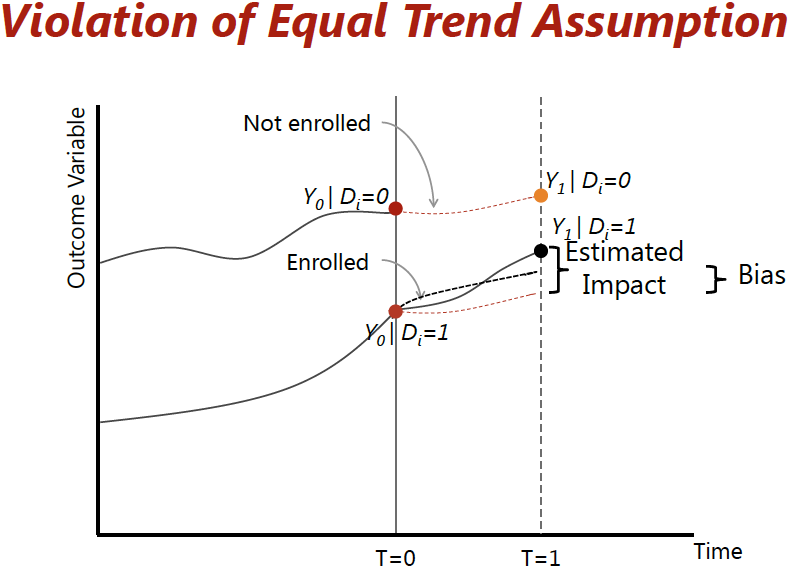 Violation of Equal Trend Assumption
Outcome Variable
Not enrolled
Y₀| Dᵢ=0
Y₁| Dᵢ=0
Y₁| Dᵢ=1
Enrolled
Estimated
Impact
Bias
Y₀| Dᵢ=1
T=0
T=1
Time